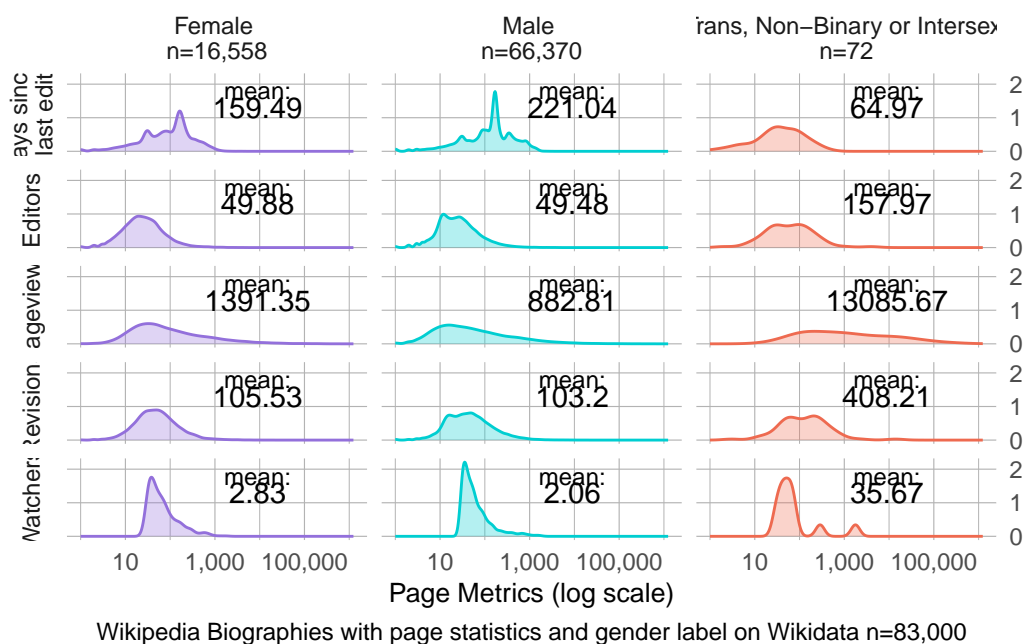 Female
n=16,558
Male
n=66,370
rans, Non−Binary or Intersex
n=72
ays sinc
last edit
mean:
159.49
mean:
221.04
mean:
64.97
2
1
0
Editors
mean:
49.88
mean:
49.48
mean:
157.97
2
1
0
ageview
mean:
1391.35
mean:
882.81
mean:
13085.67
2
1
0
Revision
mean:
105.53
mean:
103.2
mean:
408.21
2
1
0
Watchers
mean:
2.83
mean:
2.06
mean:
35.67
2
1
0
10 1,000 100,000
10 1,000 100,000
10 1,000 100,000
Page Metrics (log scale)
Wikipedia Biographies with page statistics and gender label on Wikidata n=83,000